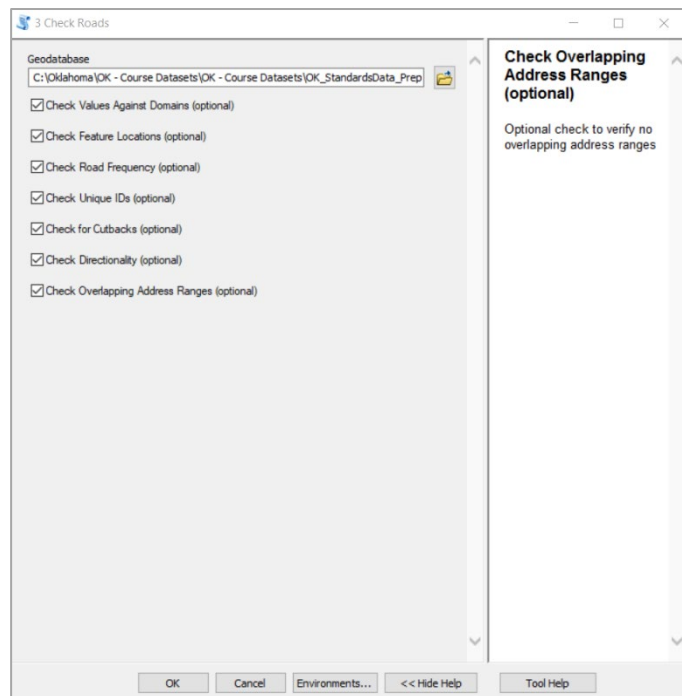 3 Check Roads
Geodatabase
C:\Oklahoma\OK - Course Datasets\OK - Course Datasets\OK_StandardsData_Prep
Check Values Against Domains (optional)
Check Feature Locations (optional)
Check Road Frequency (optional)
Check Unique IDs (optional)
Check for Cutbacks (optional)
Check Directionality (optional)
Check Overlapping Address Ranges (optional)
Check Overlapping
Address Ranges
(optional)
Optional check to verify no
overlapping address ranges
OK
Cancel
Environments...
<< Hide Help
Tool Help